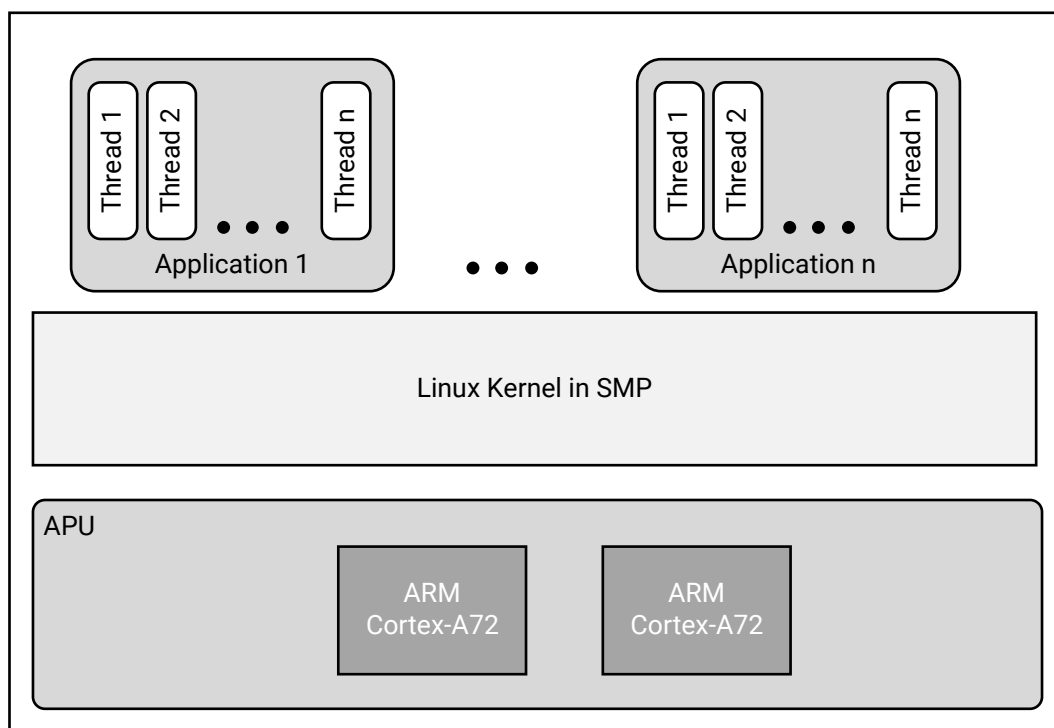 Thread 1
Thread 2
Thread n
Application 1
Thread 1
Thread 2
Thread n
Application n
Linux Kernel in SMP
APU
ARM
Cortex-A72
ARM
Cortex-A72